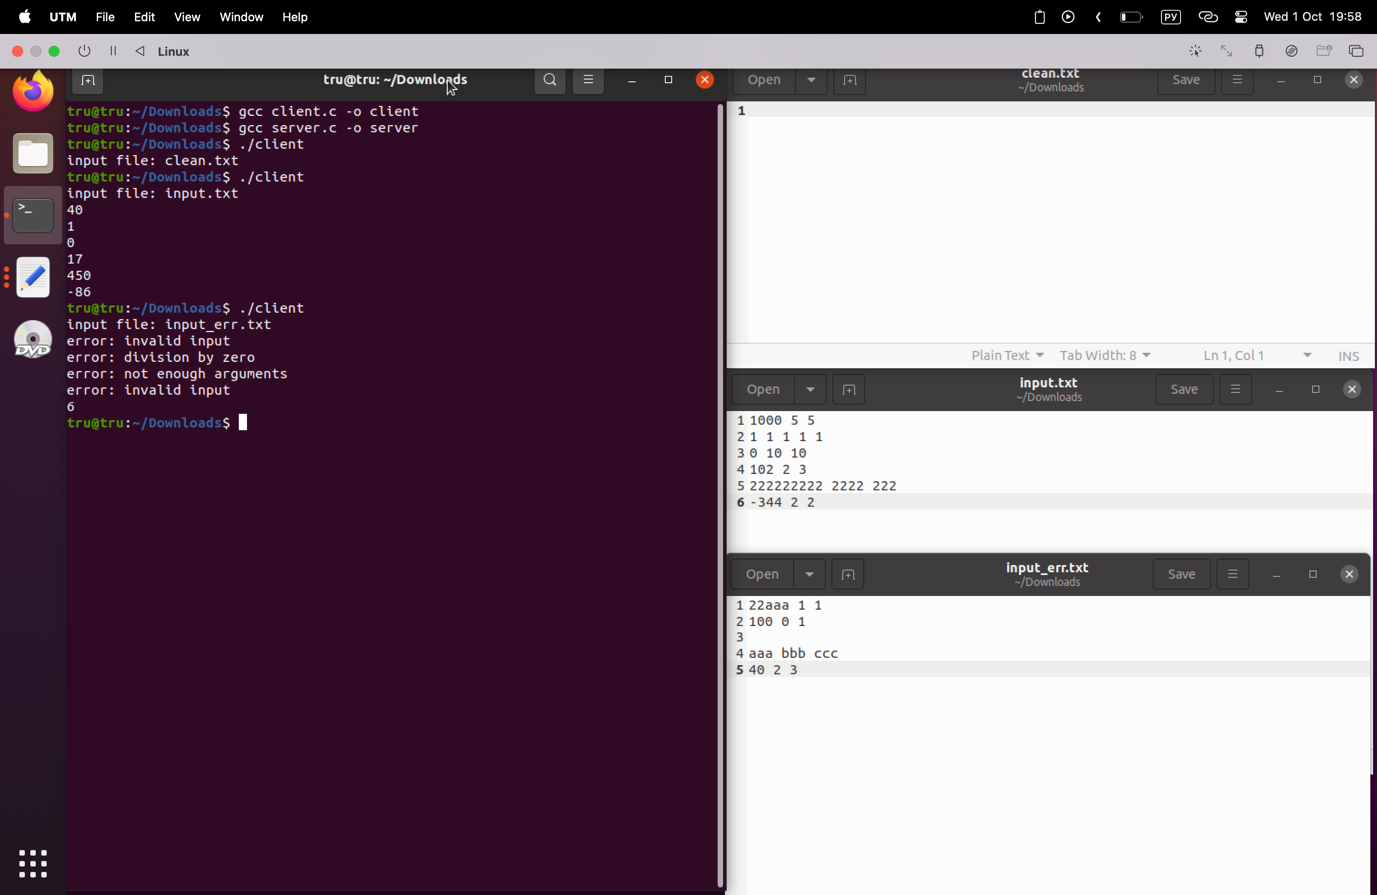 UTM File Edit View Window Help РУ Wed 1 Oct 19:58
Linux
tru@tru: ~/Downloads
tru@tru:~/Downloads$ gcc client.c -o client
tru@tru:~/Downloads$ gcc server.c -o server
tru@tru:~/Downloads$ ./client
input file: clean.txt
tru@tru:~/Downloads$ ./client
input file: input.txt
40
1
0
17
450
-86
tru@tru:~/Downloads$ ./client
input file: input_err.txt
error: invalid input
error: division by zero
error: not enough arguments
error: invalid input
6
tru@tru:~/Downloads$
DVD
Open clean.txt Save
~/Downloads
1
Plain Text Tab Width: 8 Ln 1, Col 1 INS
Open input.txt Save
~/Downloads
1 1000 5 5
2 1 1 1 1 1
3 0 10 10
4 102 2 3
5 222222222 2222 222
6 -344 2 2
Open input_err.txt Save
~/Downloads
1 22aaa 1 1
2 100 0 1
3
4 aaa bbb ccc
5 40 2 3